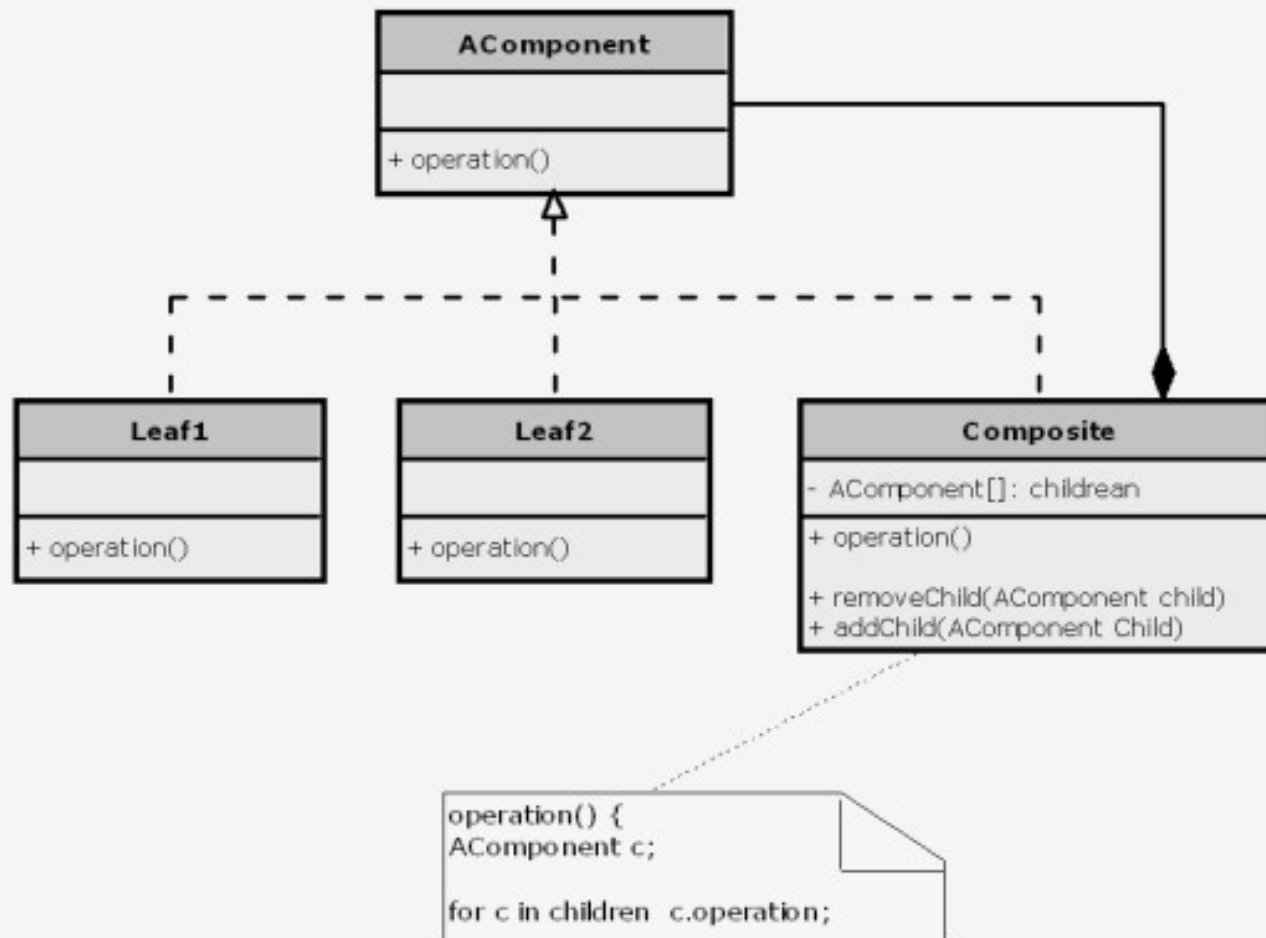 AComponent
+ operation()
Leaf1
+ operation()
Leaf2
+ operation()
Composite
- AComponent[]: childrean
+ operation()
+ removeChild(AComponent child)
+ addChild(AComponent Child)
operation() {
AComponent c;
for c in children c.operation;